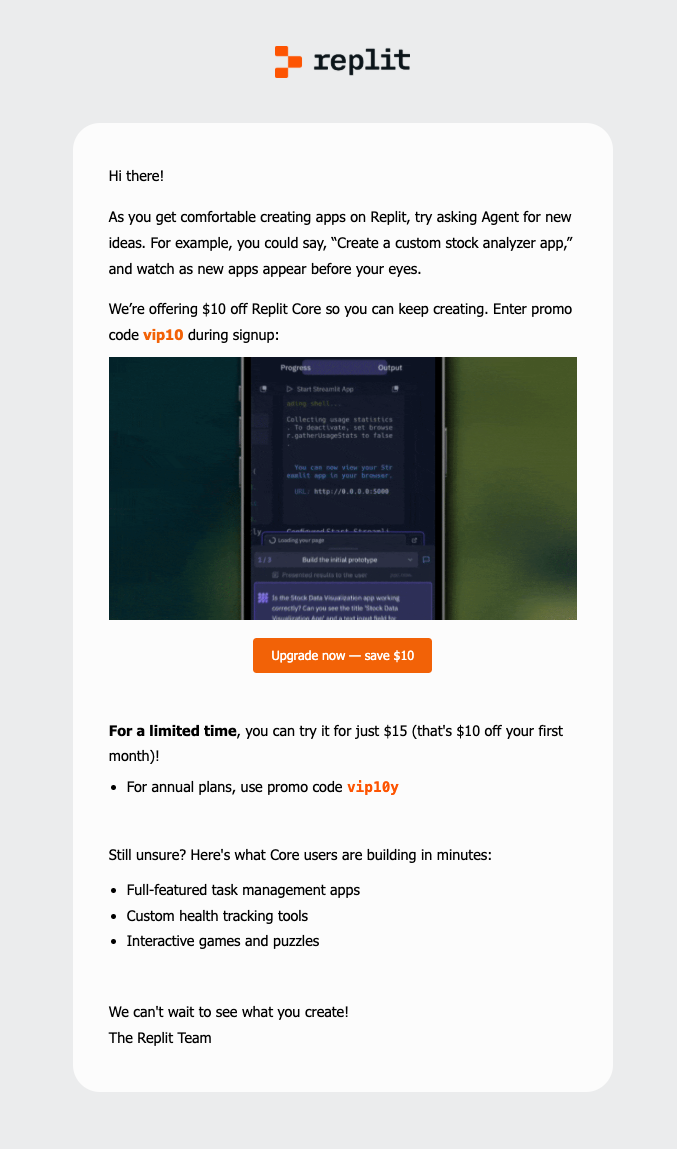 replit
Hi there!
As you get comfortable creating apps on Replit, try asking Agent for new
ideas. For example, you could say, “Create a custom stock analyzer app,”
and watch as new apps appear before your eyes.
We’re offering $10 off Replit Core so you can keep creating. Enter promo
code vip10 during signup:
Progress Output
Start Streamlit App
ading shell...
Collecting usage statistics
. To deactivate, set browse
r.gatherUsageStats to false
.
You can now view your Str
eamlit app in your browser.
URL: http://0.0.0.0:5000
ly Configured Start Streamli
Loading your page
1 / 3 Build the initial prototype
Presented results to the user
Is the Stock Data Visualization app working
correctly? Can you see the title 'Stock Data
Visualization App' and a text input field for
Upgrade now — save $10
For a limited time, you can try it for just $15 (that's $10 off your first
month)!
• For annual plans, use promo code vip10y
Still unsure? Here's what Core users are building in minutes:
• Full-featured task management apps
• Custom health tracking tools
• Interactive games and puzzles
We can't wait to see what you create!
The Replit Team